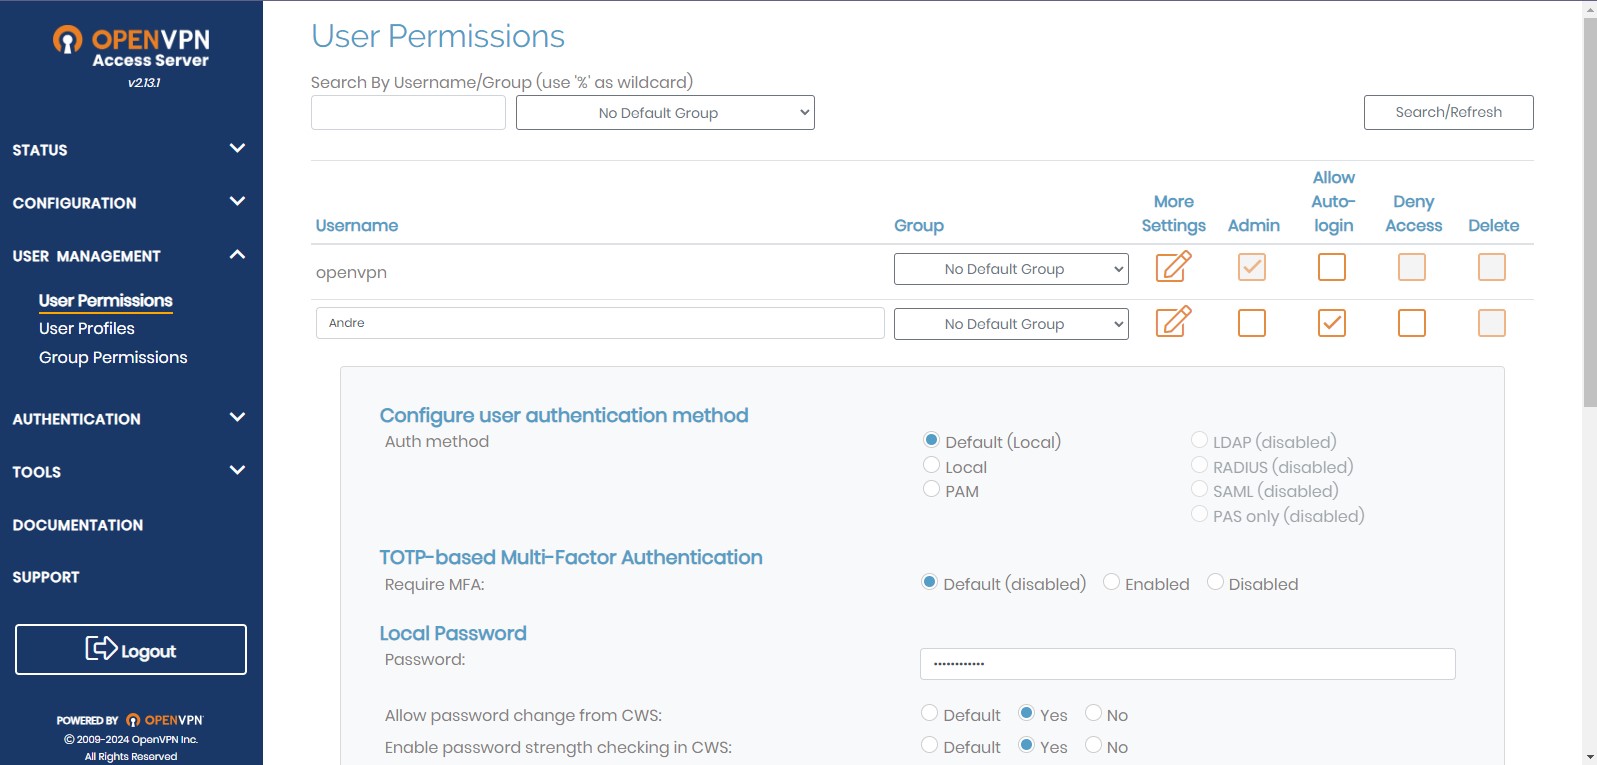 OPENVPN
Access Server
v2.13.1
STATUS
CONFIGURATION
USER MANAGEMENT
User Permissions
User Profiles
Group Permissions
AUTHENTICATION
TOOLS
DOCUMENTATION
SUPPORT
Logout
POWERED BY OPENVPN
© 2009-2024 OpenVPN Inc.
All Rights Reserved
User Permissions
Search By Username/Group (use '%' as wildcard)
No Default Group
Search/Refresh
Username Group More Settings Admin Allow Auto-login Deny Access Delete
openvpn No Default Group
Andre No Default Group
Configure user authentication method
Auth method
Default (Local) LDAP (disabled)
Local RADIUS (disabled)
PAM SAML (disabled)
PAS only (disabled)
TOTP-based Multi-Factor Authentication
Require MFA: Default (disabled) Enabled Disabled
Local Password
Password: ••••••••••••
Allow password change from CWS: Default Yes No
Enable password strength checking in CWS: Default Yes No